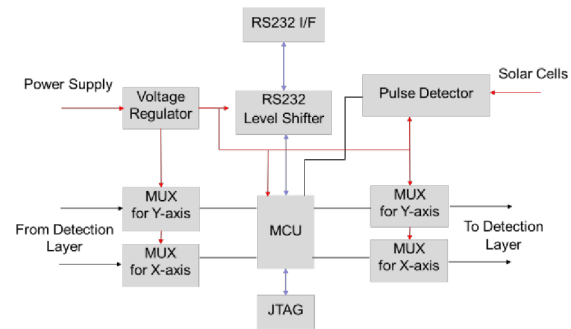 RS232 I/F
Power Supply
Voltage
Regulator
RS232
Level Shifter
Pulse Detector
Solar Cells
MUX
for Y-axis
MCU
MUX
for Y-axis
From Detection
Layer
To Detection
Layer
MUX
for X-axis
MUX
for X-axis
JTAG